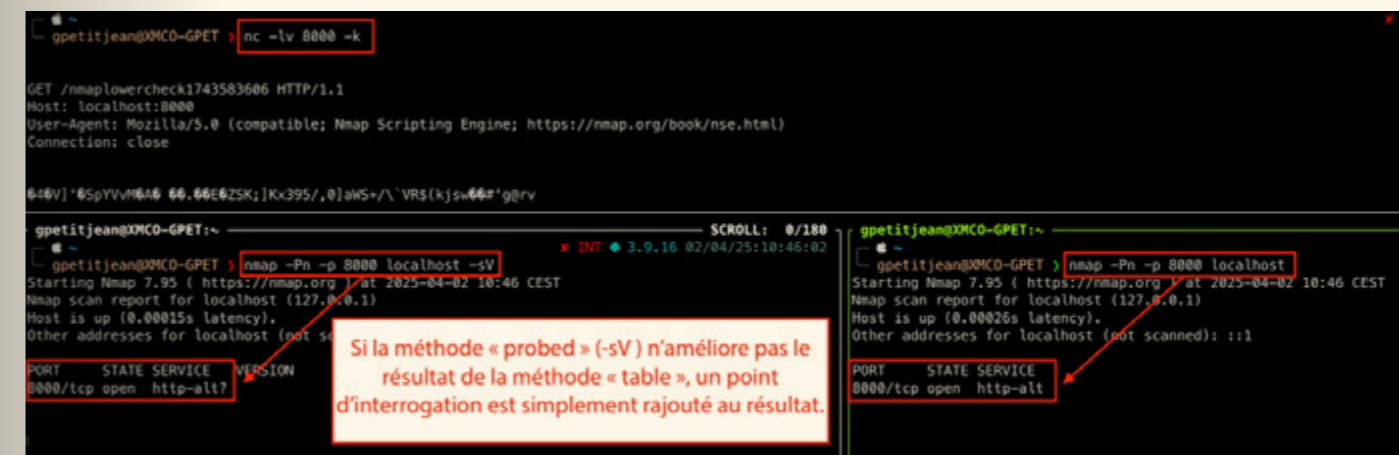 ~
gpetitjean@XMCO-GPET > nc -lv 8000 -k
GET /nmaplowercheck1743583606 HTTP/1.1
Host: localhost:8000
User-Agent: Mozilla/5.0 (compatible; Nmap Scripting Engine; https://nmap.org/book/nse.html)
Connection: close
gpetitjean@XMCO-GPET:~ SCROLL: 0/180
~ ✘ INT 3.9.16 02/04/25:10:46:02
gpetitjean@XMCO-GPET > nmap -Pn -p 8000 localhost -sV
Starting Nmap 7.95 ( https://nmap.org ) at 2025-04-02 10:46 CEST
Nmap scan report for localhost (127.0.0.1)
Host is up (0.00015s latency).
Other addresses for localhost (not sc
PORT STATE SERVICE VERSION
8000/tcp open http-alt?
Si la méthode « probed » (-sV ) n'améliore pas le
résultat de la méthode « table », un point
d'interrogation est simplement rajouté au résultat.
gpetitjean@XMCO-GPET:~
~
gpetitjean@XMCO-GPET > nmap -Pn -p 8000 localhost
Starting Nmap 7.95 ( https://nmap.org ) at 2025-04-02 10:46 CEST
Nmap scan report for localhost (127.0.0.1)
Host is up (0.00026s latency).
Other addresses for localhost (not scanned): ::1
PORT STATE SERVICE
8000/tcp open http-alt